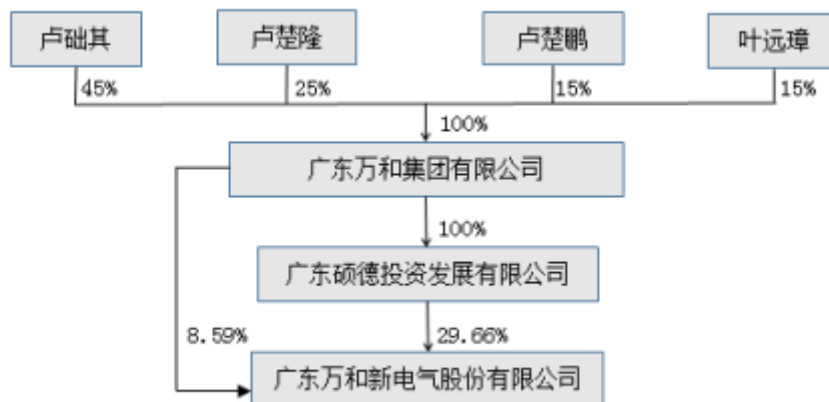 卢础其
卢楚隆
卢楚鹏
叶远璋
45%
25%
15%
15%
100%
广东万和集团有限公司
100%
广东硕德投资发展有限公司
8.59%
29.66%
广东万和新电气股份有限公司